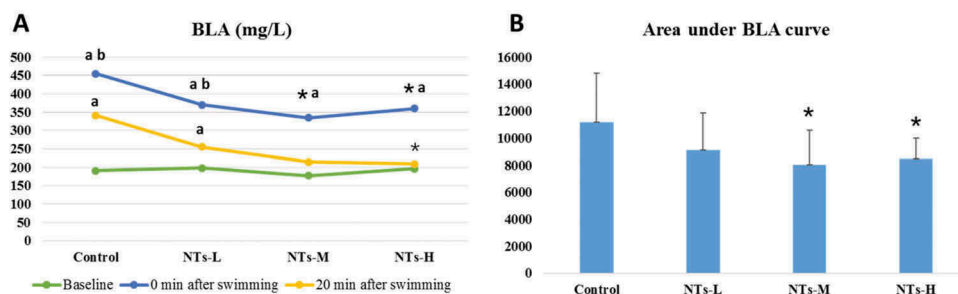 A
BLA (mg/L)
500
450
400
350
300
250
200
150
100
50
0
a b
a
a b
a
* a
* a
*
Control
NTs-L
NTs-M
NTs-H
Baseline
0 min after swimming
20 min after swimming
B
Area under BLA curve
16000
14000
12000
10000
8000
6000
4000
2000
0
*
*
Control
NTs-L
NTs-M
NTs-H